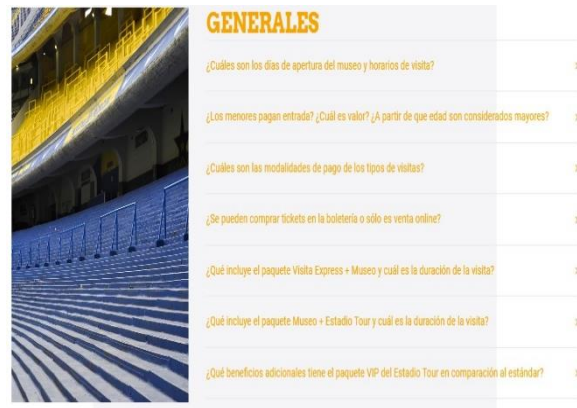 GENERALES
¿Cuáles son los días de apertura del museo y horarios de visita?
¿Los menores pagan entrada? ¿Cuál es valor? ¿A partir de que edad son considerados mayores?
¿Cuáles son las modalidades de pago de los tipos de visitas?
¿Se pueden comprar tickets en la boletería o sólo es venta online?
¿Qué incluye el paquete Visita Express + Museo y cuál es la duración de la visita?
¿Qué incluye el paquete Museo + Estadio Tour y cuál es la duración de la visita?
¿Qué beneficios adicionales tiene el paquete VIP del Estadio Tour en comparación al estándar?